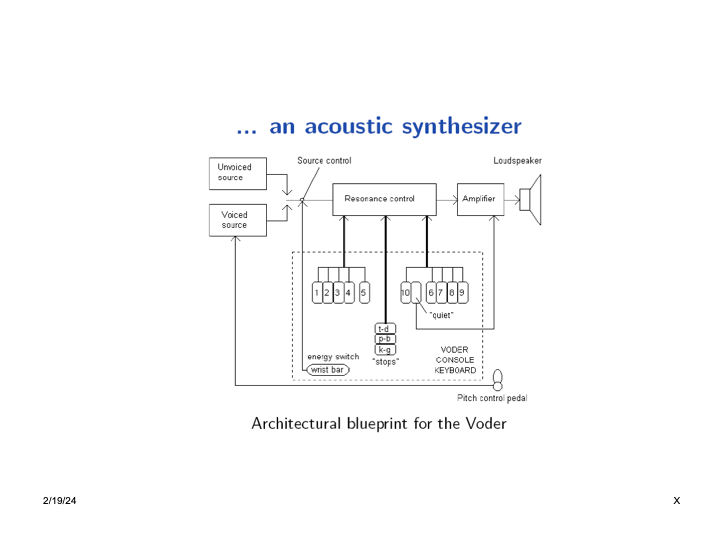 ... an acoustic synthesizer
Source control
Loudspeaker
Unvoiced
source
Resonance control
Amplifier
Voiced
source
1 2 3 4 5
10 6 7 8 9
"quiet"
t-d
p-b
k-g
"stops"
energy switch
wrist bar
VODER
CONSOLE
KEYBOARD
Pitch control pedal
Architectural blueprint for the Voder
2/19/24
X